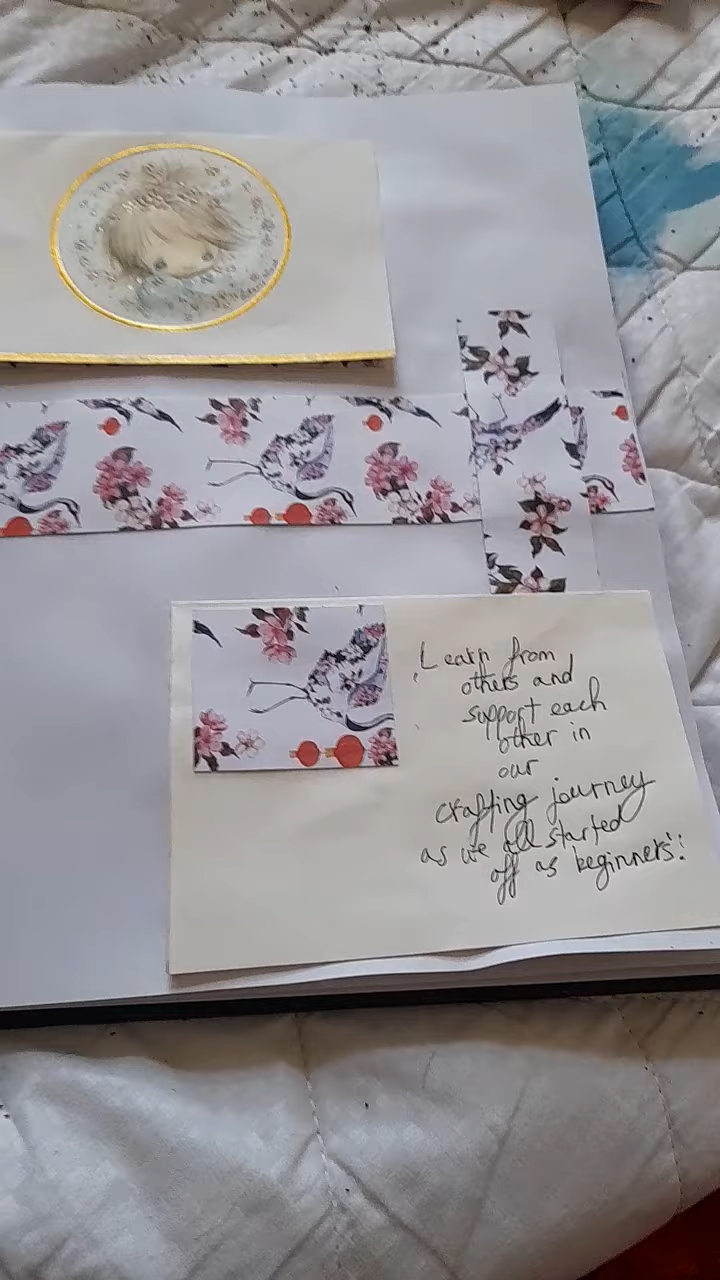 Learn from
others and
support each
other in
our
crafting journey
as we all started
off as 'beginners'!